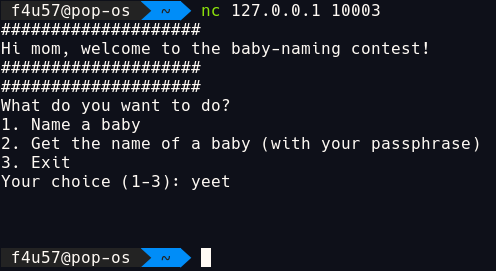 f4u57@pop-os ~ nc 127.0.0.1 10003
####################
Hi mom, welcome to the baby-naming contest!
####################
####################
What do you want to do?
1. Name a baby
2. Get the name of a baby (with your passphrase)
3. Exit
Your choice (1-3): yeet
f4u57@pop-os ~